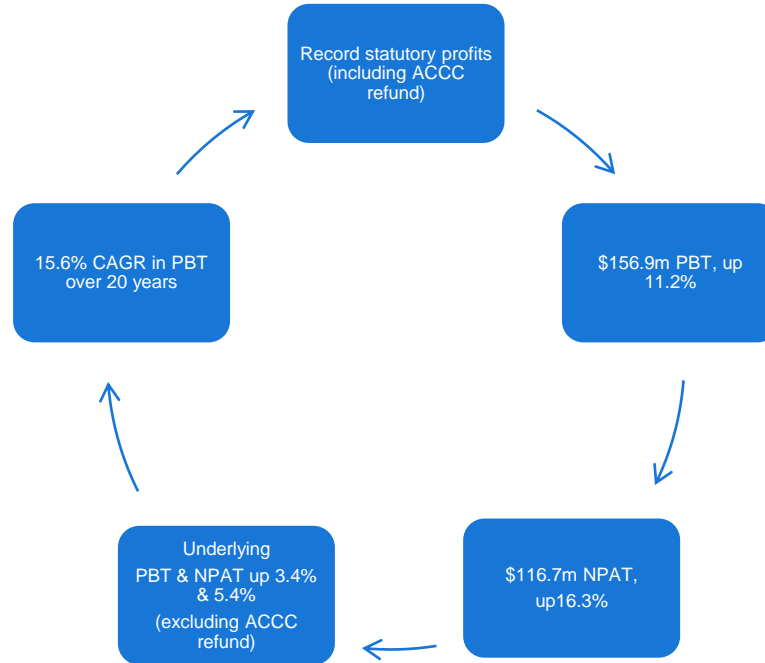 Record statutory profits
(including ACCC
refund)
$156.9m PBT, up
11.2%
$116.7m NPAT,
up16.3%
Underlying
PBT & NPAT up 3.4%
& 5.4%
(excluding ACCC
refund)
15.6% CAGR in PBT
over 20 years